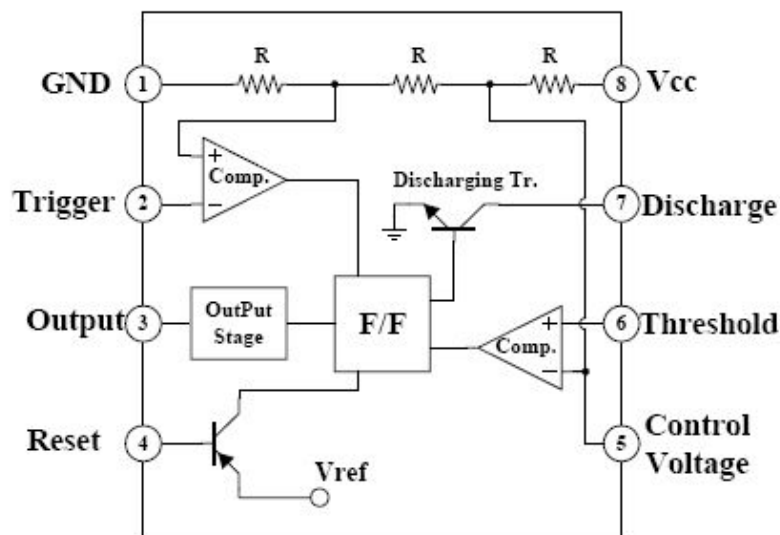 R R R
GND 1 8 Vcc
+
Comp.
−
Trigger 2 Discharging Tr. 7 Discharge
Output 3 OutPut
Stage
F/F
+
Comp.
−
6 Threshold
Reset 4 5 Control
Voltage
Vref